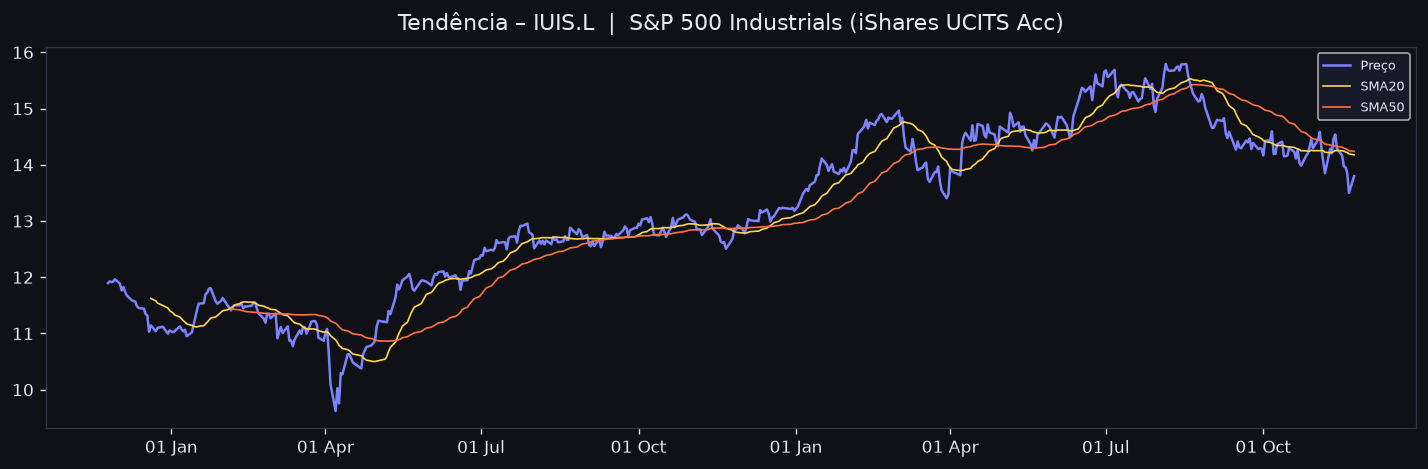 Tendência – IUIS.L | S&P 500 Industrials (iShares UCITS Acc)
16
15
14
13
12
11
10
Preço
SMA20
SMA50
01 Jan
01 Apr
01 Jul
01 Oct
01 Jan
01 Apr
01 Jul
01 Oct